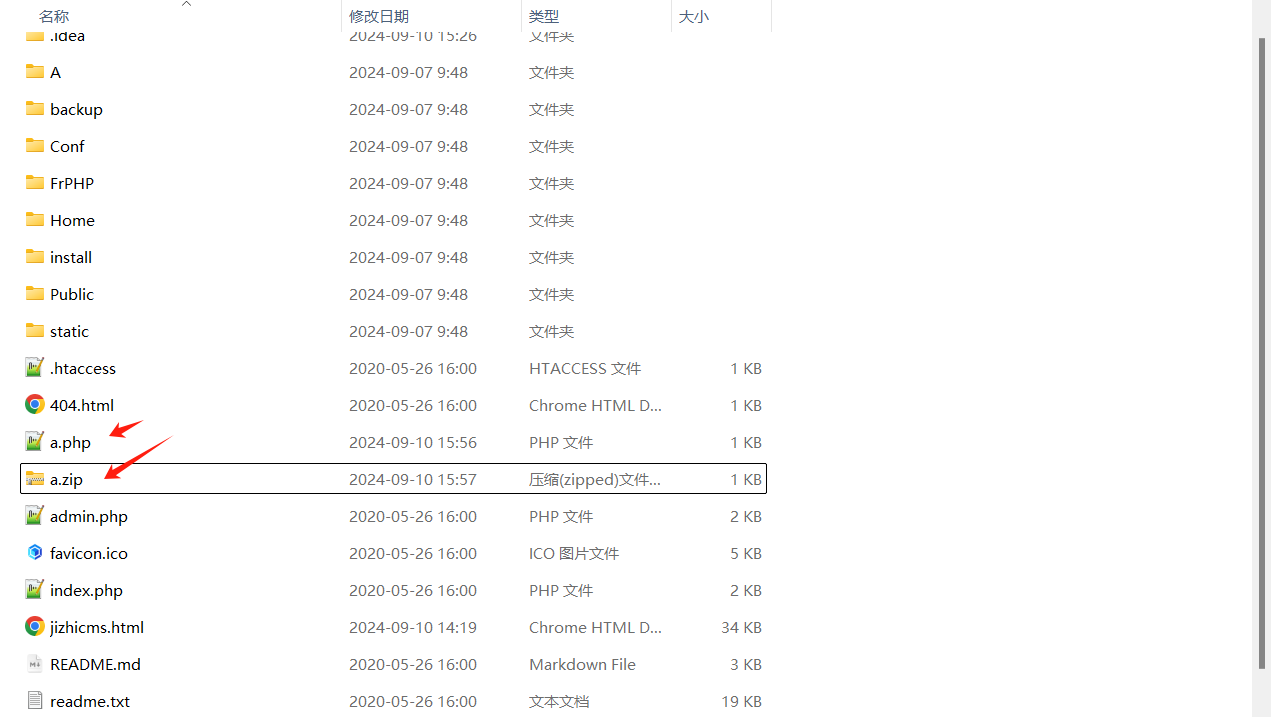 名称 修改日期 类型 大小
.idea 2024-09-10 15:26 文件夹
A 2024-09-07 9:48 文件夹
backup 2024-09-07 9:48 文件夹
Conf 2024-09-07 9:48 文件夹
FrPHP 2024-09-07 9:48 文件夹
Home 2024-09-07 9:48 文件夹
install 2024-09-07 9:48 文件夹
Public 2024-09-07 9:48 文件夹
static 2024-09-07 9:48 文件夹
.htaccess 2020-05-26 16:00 HTACCESS 文件 1 KB
404.html 2020-05-26 16:00 Chrome HTML D... 1 KB
a.php 2024-09-10 15:56 PHP 文件 1 KB
a.zip 2024-09-10 15:57 压缩(zipped)文件... 1 KB
admin.php 2020-05-26 16:00 PHP 文件 2 KB
favicon.ico 2020-05-26 16:00 ICO 图片文件 5 KB
index.php 2020-05-26 16:00 PHP 文件 2 KB
jizhicms.html 2024-09-10 14:19 Chrome HTML D... 34 KB
README.md 2020-05-26 16:00 Markdown File 3 KB
readme.txt 2020-05-26 16:00 文本文档 19 KB